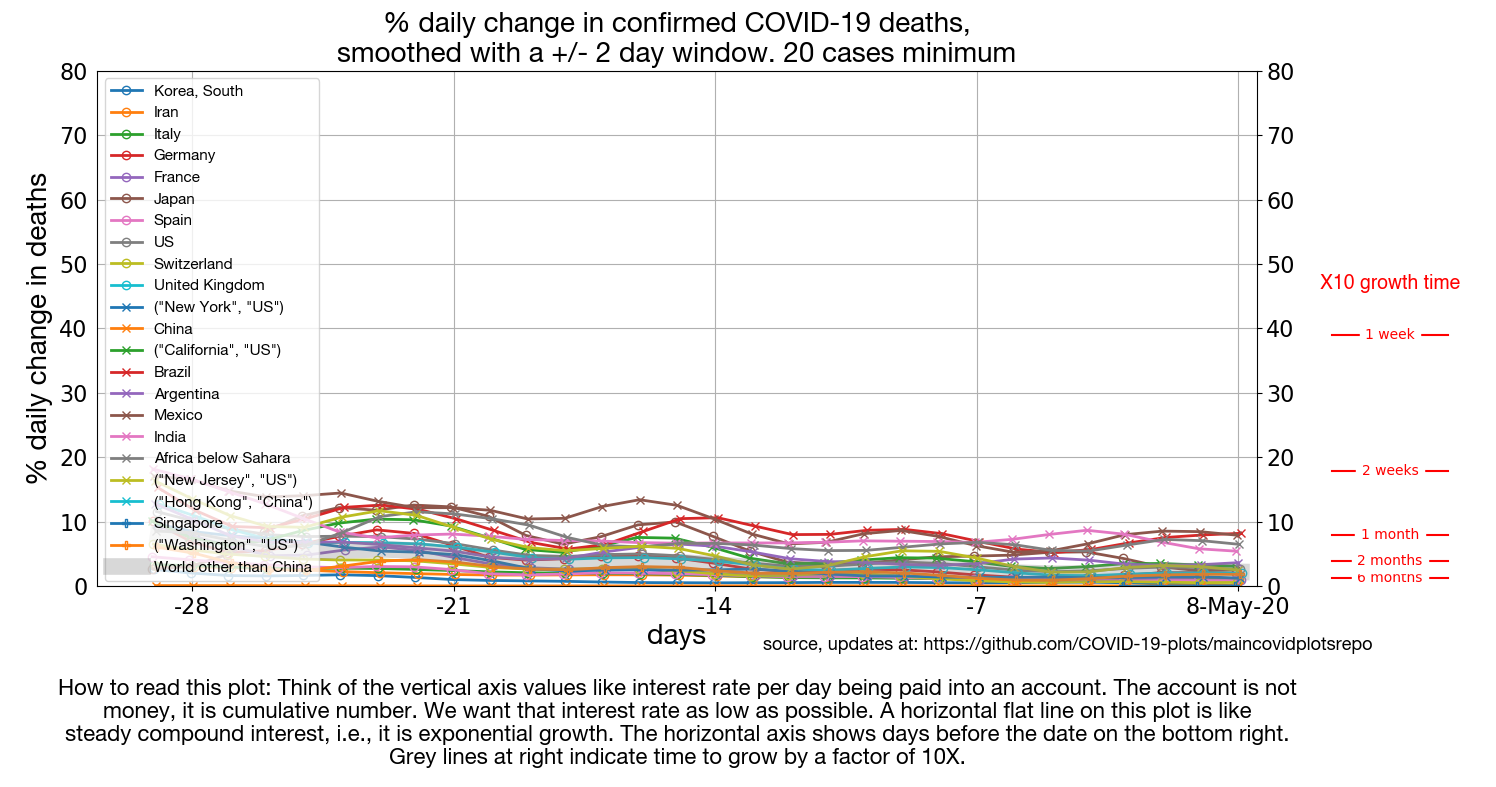 % daily change in confirmed COVID-19 deaths,
smoothed with a +/- 2 day window. 20 cases minimum
80
70
60
50
40
30
20
10
0
% daily change in deaths
Korea, South
Iran
Italy
Germany
France
Japan
Spain
US
Switzerland
United Kingdom
("New York", "US")
China
("California", "US")
Brazil
Argentina
Mexico
India
Africa below Sahara
("New Jersey", "US")
("Hong Kong", "China")
Singapore
("Washington", "US")
World other than China
80
70
60
50
40
30
20
10
0
X10 growth time
1 week
2 weeks
1 month
2 months
6 months
-28
-21
-14
-7
8-May-20
days
source, updates at: https://github.com/COVID-19-plots/maincovidplotsrepo
How to read this plot: Think of the vertical axis values like interest rate per day being paid into an account. The account is not
money, it is cumulative number. We want that interest rate as low as possible. A horizontal flat line on this plot is like
steady compound interest, i.e., it is exponential growth. The horizontal axis shows days before the date on the bottom right.
Grey lines at right indicate time to grow by a factor of 10X.